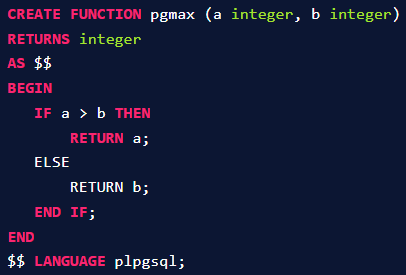 CREATE FUNCTION pgmax (a integer, b integer)
RETURNS integer
AS $$
BEGIN
   IF a > b THEN
       RETURN a;
   ELSE
       RETURN b;
   END IF;
END
$$ LANGUAGE plpgsql;